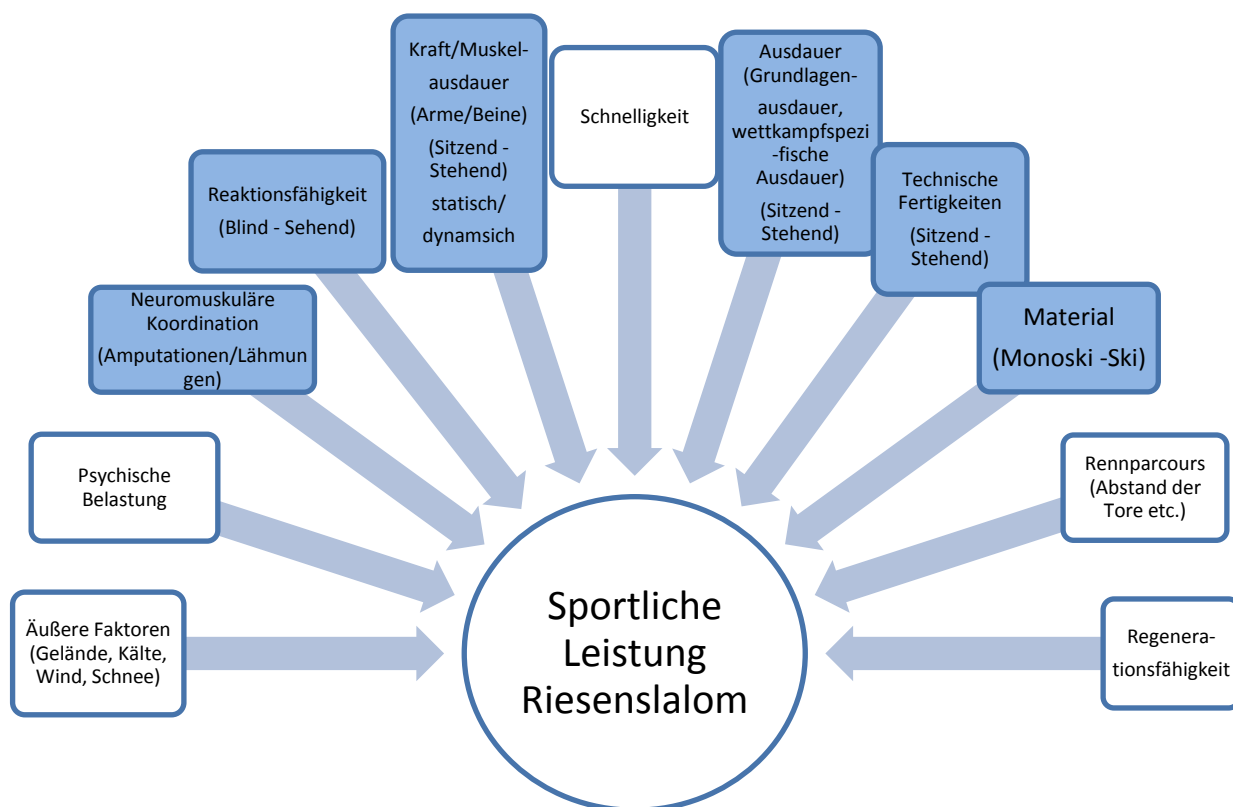 Kraft/Muskel-
ausdauer
(Arme/Beine)
(Sitzend -
Stehend)
statisch/
dynamsich
Schnelligkeit
Ausdauer
(Grundlagen-
ausdauer,
wettkampfspezi
-fische
Ausdauer)
(Sitzend -
Stehend)
Reaktionsfähigkeit
(Blind - Sehend)
Technische
Fertigkeiten
(Sitzend -
Stehend)
Neuromuskuläre
Koordination
(Amputationen/Lähmun
gen)
Material
(Monoski -Ski)
Psychische
Belastung
Rennparcours
(Abstand der
Tore etc.)
Äußere Faktoren
(Gelände, Kälte,
Wind, Schnee)
Sportliche
Leistung
Riesenslalom
Regenera-
tionsfähigkeit